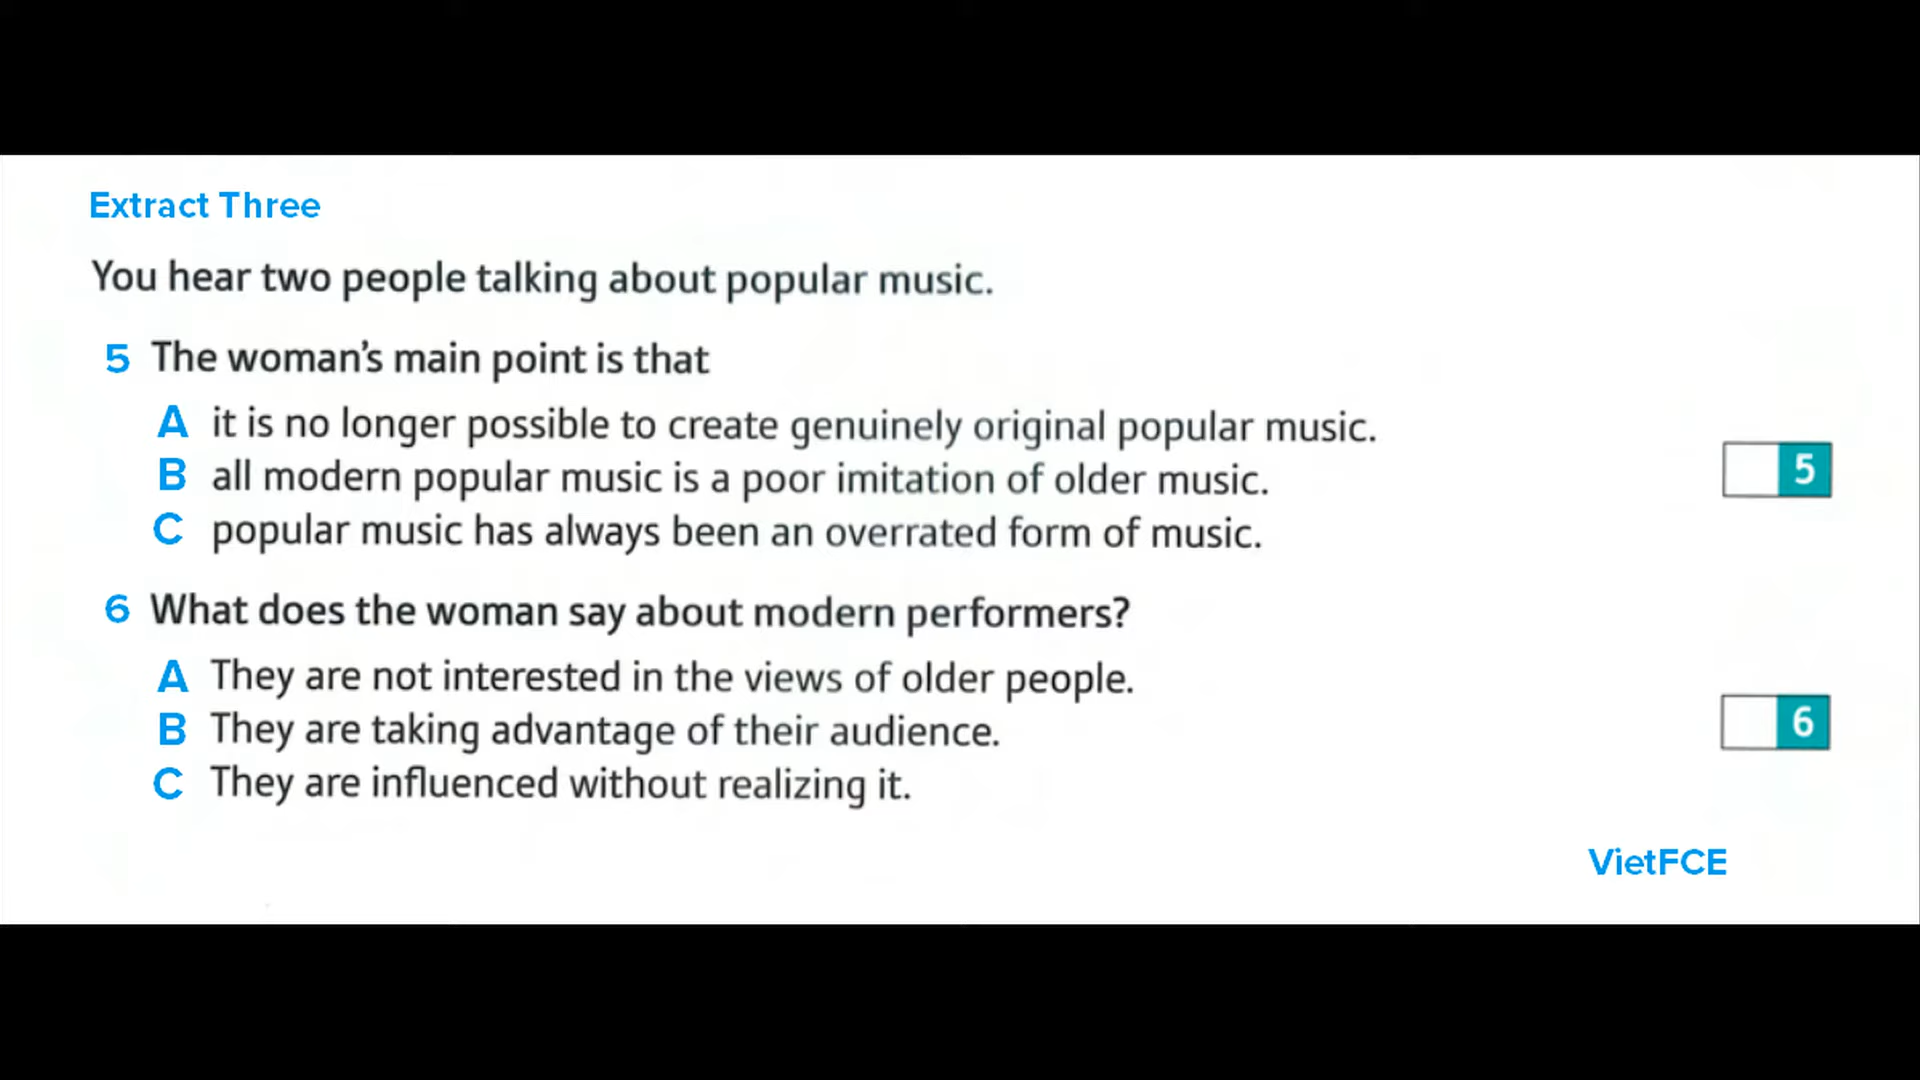 Extract Three
You hear two people talking about popular music.
5 The woman's main point is that
A it is no longer possible to create genuinely original popular music.
B all modern popular music is a poor imitation of older music.
C popular music has always been an overrated form of music.
5
6 What does the woman say about modern performers?
A They are not interested in the views of older people.
B They are taking advantage of their audience.
C They are influenced without realizing it.
6
VietFCE